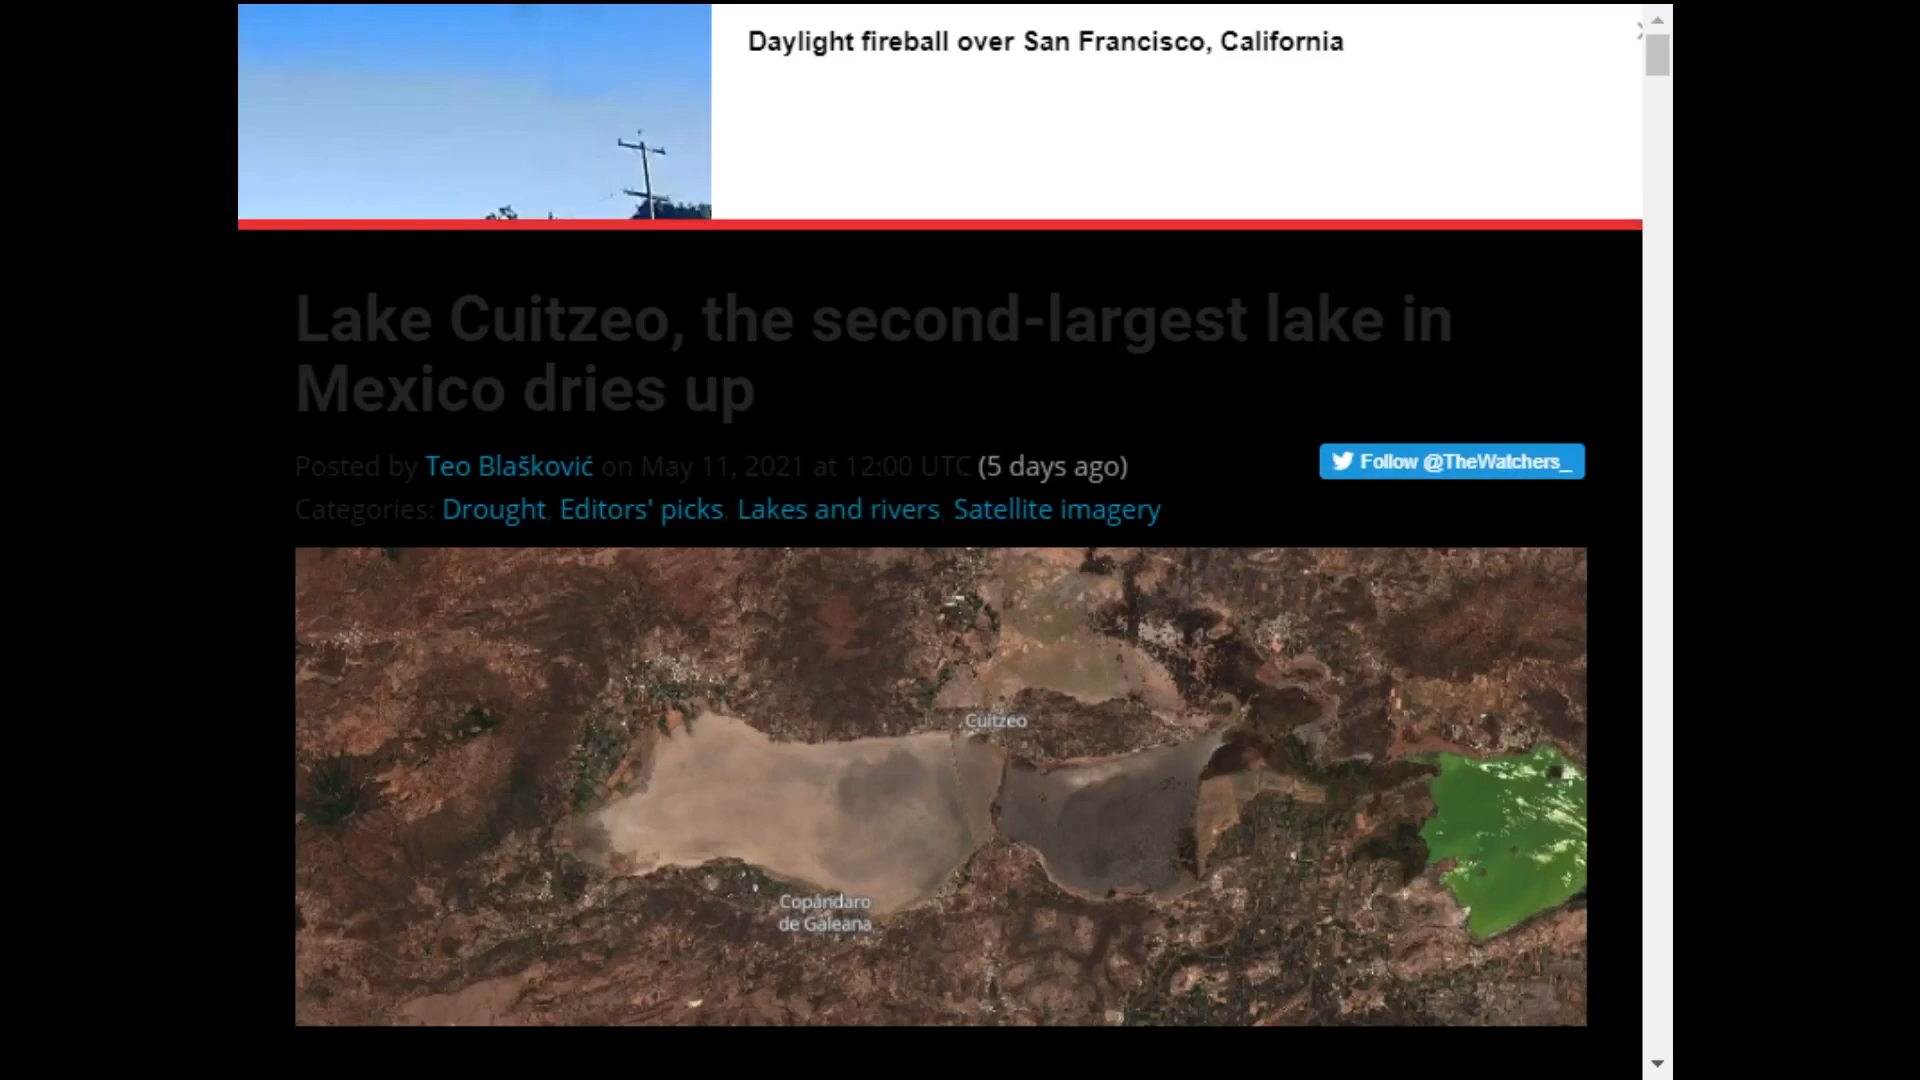 Daylight fireball over San Francisco, California
Lake Cuitzeo, the second-largest lake in
Mexico dries up
Posted by Teo Blašković on May 11, 2021 at 12:00 UTC (5 days ago)
Follow @TheWatchers_
Categories: Drought, Editors' picks, Lakes and rivers, Satellite imagery
Cuitzeo
Copándaro
de Galeana